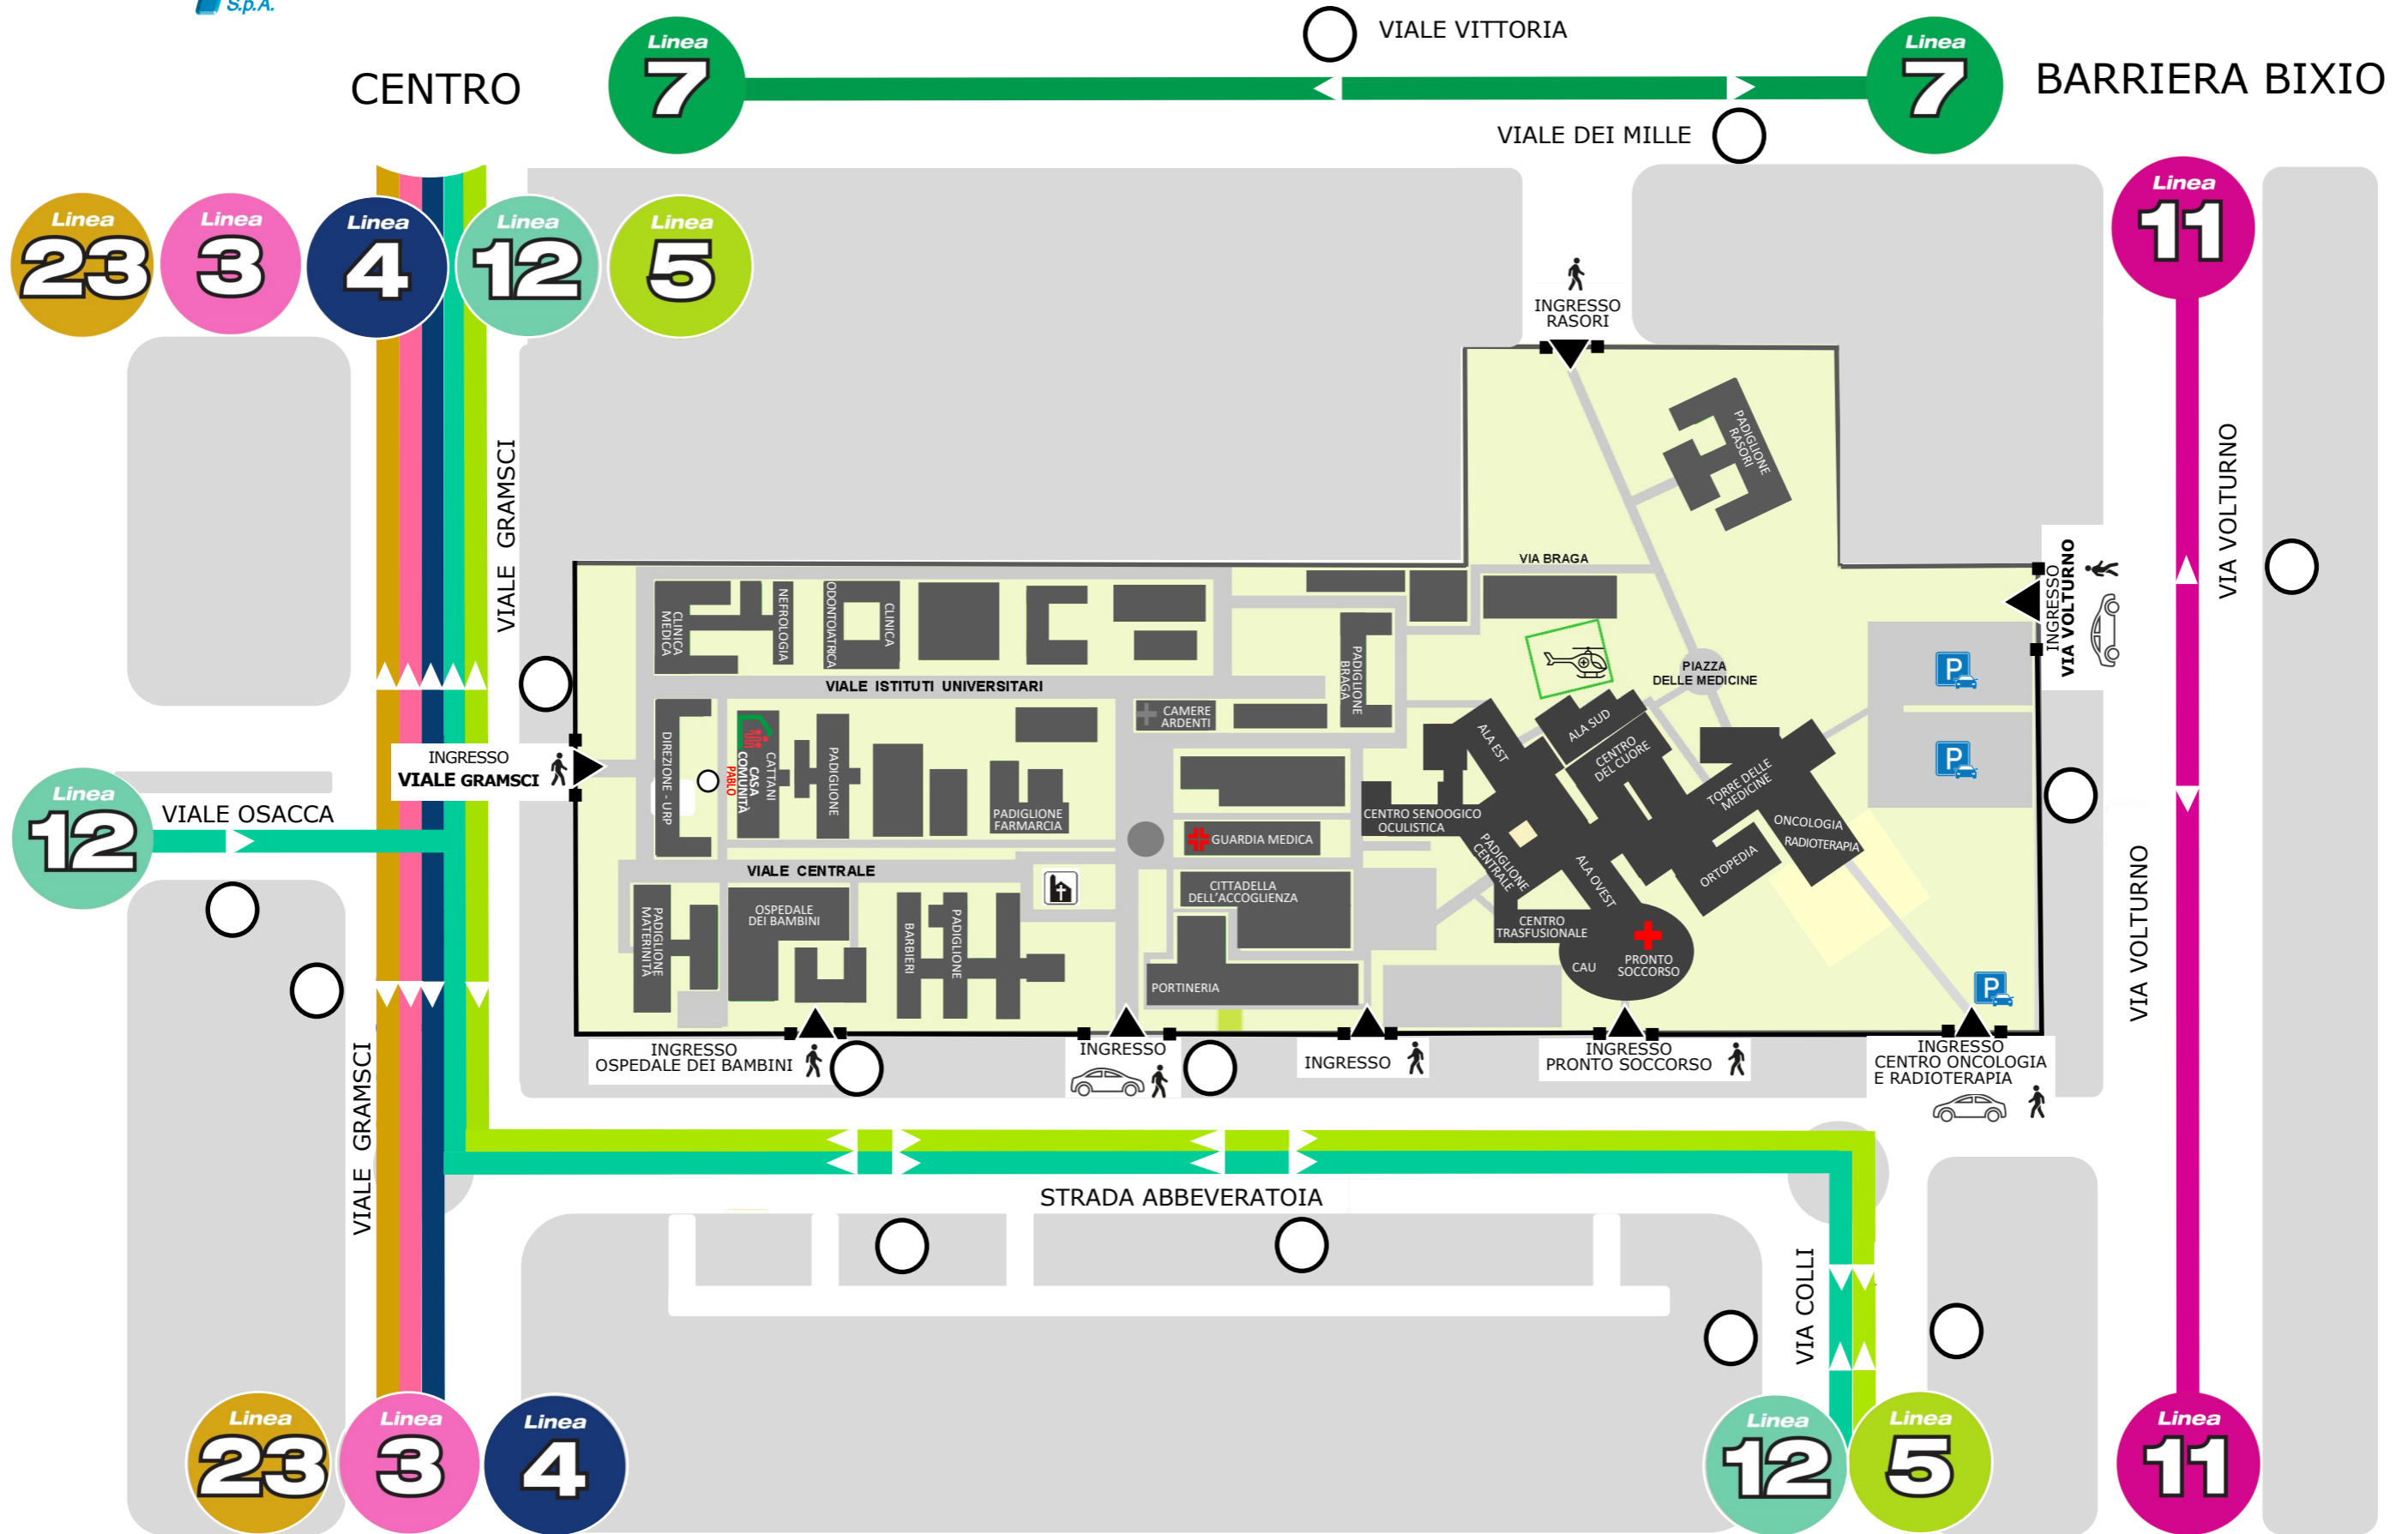 S.p.A.
CENTRO
Linea
7
VIALE VITTORIA
VIALE DEI MILLE
Linea
7
BARRIERA BIXIO
Linea
23
Linea
3
Linea
4
Linea
12
Linea
5
Linea
11
VIALE GRAMSCI
VIA VOLTURNO
INGRESSO
RASORI
PADIGLIONE
RASORI
VIA BRAGA
INGRESSO
VIA VOLTURNO
CLINICA
MEDICA
NEFROLOGIA
ODONTOIATRICA
CLINICA
PADIGLIONE
BRAGA
PIAZZA
DELLE MEDICINE
P
VIALE ISTITUTI UNIVERSITARI
CAMERE
ARDENTI
DIREZIONE - URP
CATTANI
CASA
COMUNITÀ
PABLO
PADIGLIONE
ALA EST
ALA SUD
CENTRO
DEL CUORE
P
INGRESSO
VIALE GRAMSCI
TORRE DELLE
MEDICINE
PADIGLIONE
FARMARCIA
CENTRO SENOOGICO
OCULISTICA
GUARDIA MEDICA
ONCOLOGIA
RADIOTERAPIA
Linea
12
VIALE OSACCA
PADIGLIONE
CENTRALE
ALA OVEST
ORTOPEDIA
VIALE CENTRALE
CITTADELLA
DELL'ACCOGLIENZA
PADIGLIONE
MATERINITÀ
OSPEDALE
DEI BAMBINI
BARBIERI
PADIGLIONE
CENTRO
TRASFUSIONALE
CAU
PRONTO
SOCCORSO
PORTINERIA
P
VIA VOLTURNO
INGRESSO
OSPEDALE DEI BAMBINI
INGRESSO
INGRESSO
INGRESSO
PRONTO SOCCORSO
INGRESSO
CENTRO ONCOLOGIA
E RADIOTERAPIA
VIALE GRAMSCI
STRADA ABBEVERATOIA
VIA COLLI
Linea
23
Linea
3
Linea
4
Linea
12
Linea
5
Linea
11